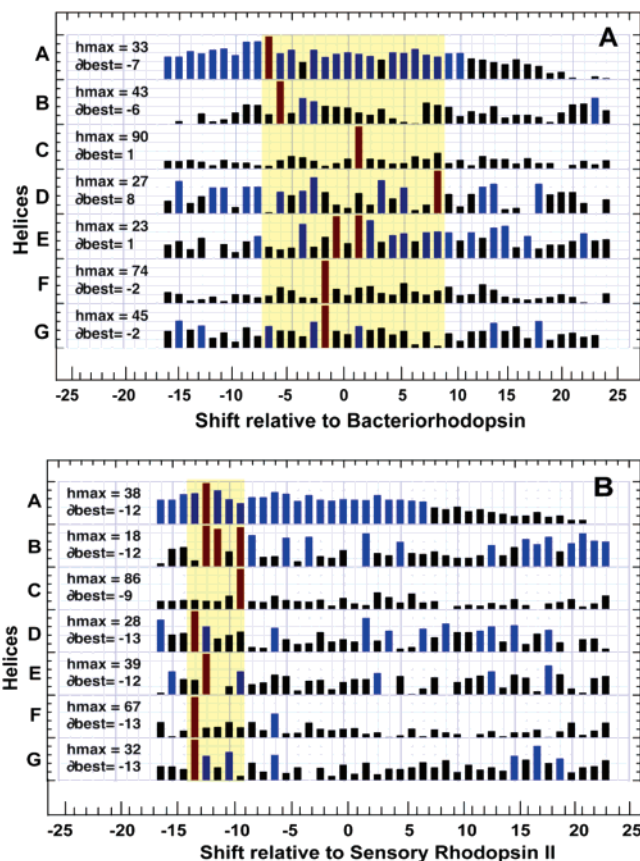 A
A hmax = 33
∂best= -7
B hmax = 43
∂best= -6
C hmax = 90
∂best= 1
D hmax = 27
∂best= 8
E hmax = 23
∂best= 1
F hmax = 74
∂best= -2
G hmax = 45
∂best= -2
Helices
-25 -20 -15 -10 -5 0 5 10 15 20 25
Shift relative to Bacteriorhodopsin
B
A hmax = 38
∂best= -12
B hmax = 18
∂best= -12
C hmax = 86
∂best= -9
D hmax = 28
∂best= -13
E hmax = 39
∂best= -12
F hmax = 67
∂best= -13
G hmax = 32
∂best= -13
Helices
-25 -20 -15 -10 -5 0 5 10 15 20 25
Shift relative to Sensory Rhodopsin II